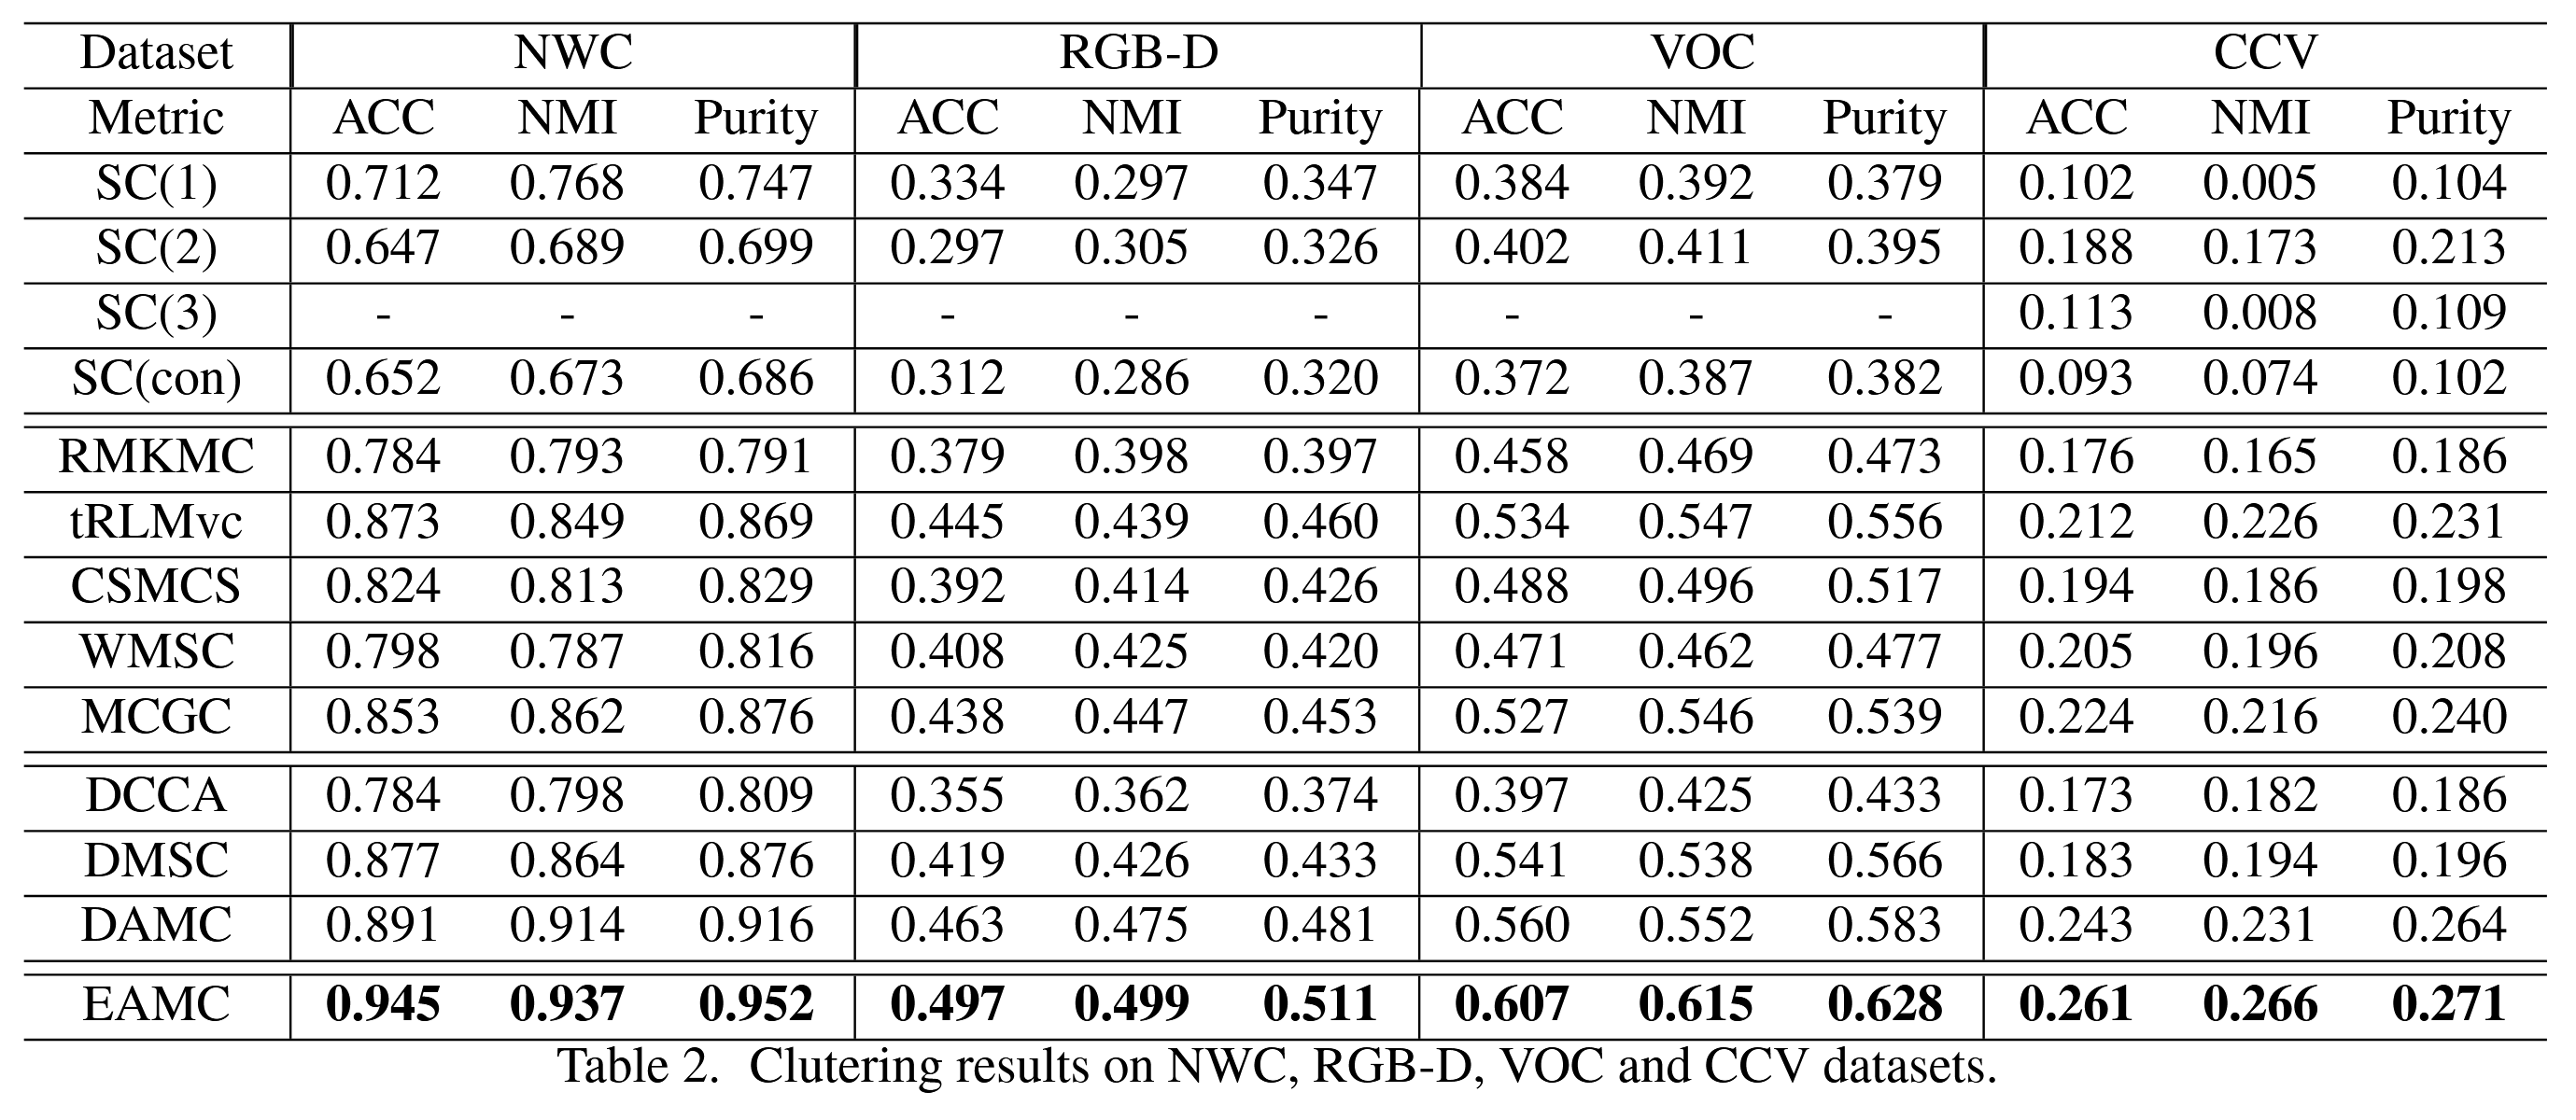 Dataset NWC RGB-D VOC CCV
Metric ACC NMI Purity ACC NMI Purity ACC NMI Purity ACC NMI Purity
SC(1) 0.712 0.768 0.747 0.334 0.297 0.347 0.384 0.392 0.379 0.102 0.005 0.104
SC(2) 0.647 0.689 0.699 0.297 0.305 0.326 0.402 0.411 0.395 0.188 0.173 0.213
SC(3) - - - - - - - - - 0.113 0.008 0.109
SC(con) 0.652 0.673 0.686 0.312 0.286 0.320 0.372 0.387 0.382 0.093 0.074 0.102
RMKMC 0.784 0.793 0.791 0.379 0.398 0.397 0.458 0.469 0.473 0.176 0.165 0.186
tRLMvc 0.873 0.849 0.869 0.445 0.439 0.460 0.534 0.547 0.556 0.212 0.226 0.231
CSMCS 0.824 0.813 0.829 0.392 0.414 0.426 0.488 0.496 0.517 0.194 0.186 0.198
WMSC 0.798 0.787 0.816 0.408 0.425 0.420 0.471 0.462 0.477 0.205 0.196 0.208
MCGC 0.853 0.862 0.876 0.438 0.447 0.453 0.527 0.546 0.539 0.224 0.216 0.240
DCCA 0.784 0.798 0.809 0.355 0.362 0.374 0.397 0.425 0.433 0.173 0.182 0.186
DMSC 0.877 0.864 0.876 0.419 0.426 0.433 0.541 0.538 0.566 0.183 0.194 0.196
DAMC 0.891 0.914 0.916 0.463 0.475 0.481 0.560 0.552 0.583 0.243 0.231 0.264
EAMC 0.945 0.937 0.952 0.497 0.499 0.511 0.607 0.615 0.628 0.261 0.266 0.271
Table 2. Clutering results on NWC, RGB-D, VOC and CCV datasets.